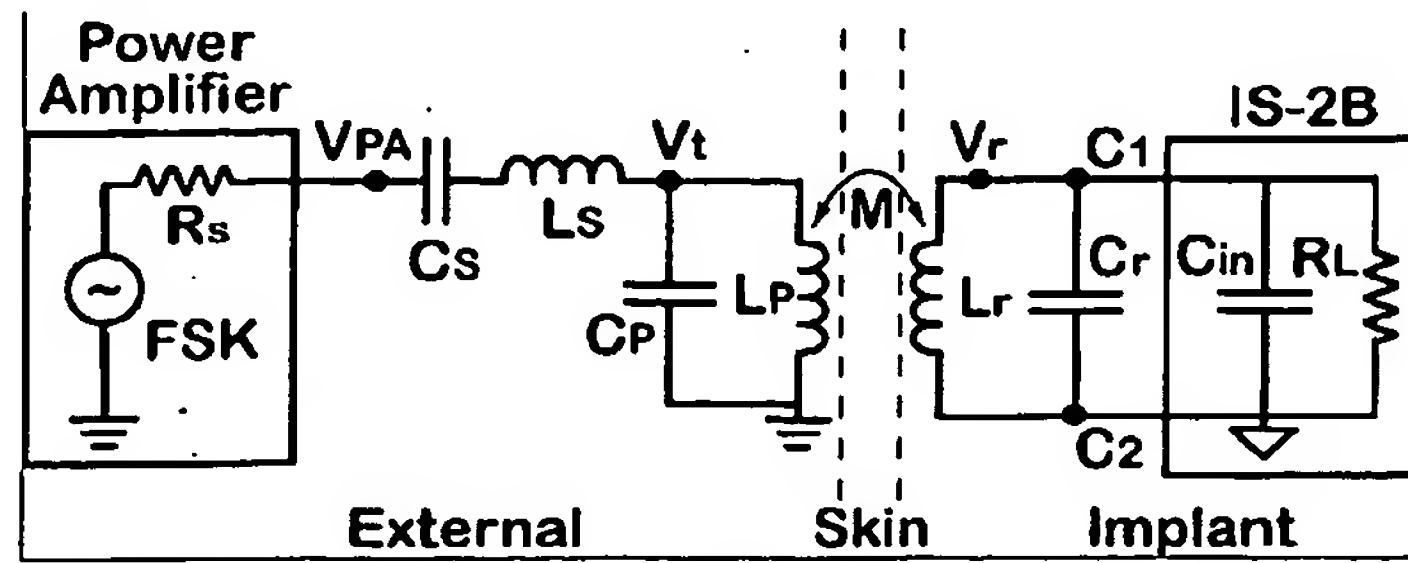 Power
Amplifier
IS-2B
VPA
Vt
Vr
C1
Rs
LS
M
CS
Cr
Cin
RL
LP
Lr
FSK
CP
C2
External
Skin
Implant